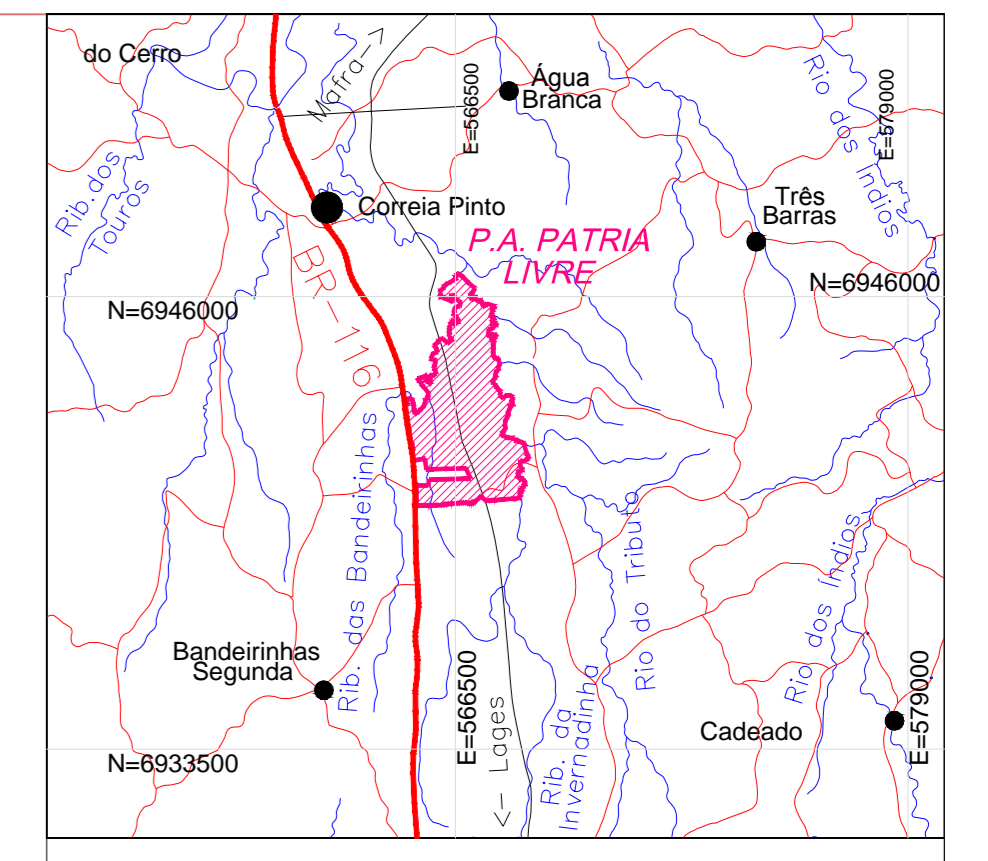 do Cerro
Mafra->
E=566500
Água
Branca
Rio dos Indios
E=579000
Rib.dos
Touros
Correia Pinto
Três
Barras
P.A. PATRIA
LIVRE
BR-116
N=6946000
N=6946000
Rib. das Bandeirinhas
Rio do Tributo
Rio dos Índios
Bandeirinhas
Segunda
E=566500
<- Lages
Rib. da
Invernadinha
Cadeado
E=579000
N=6933500